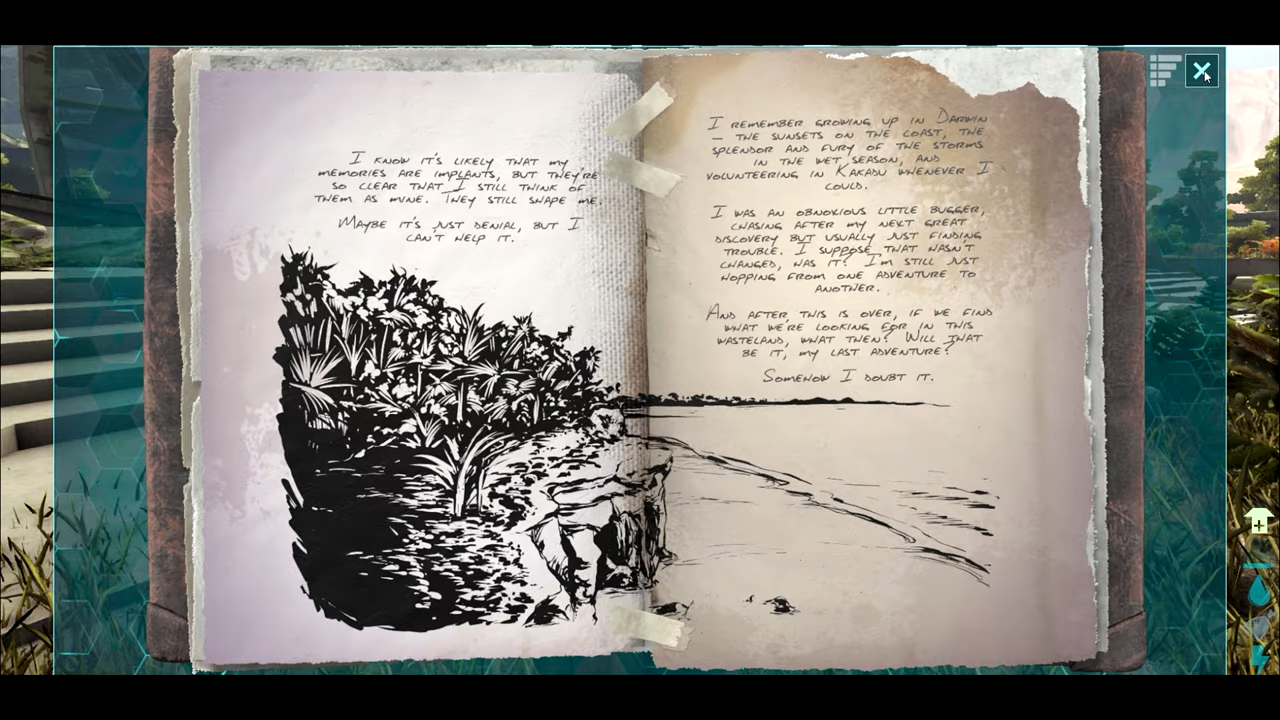 I know it's likely that my
memories are implants, but they're
so clear that I still think of
them as mine. They still shape me.
Maybe it's just denial, but I
can't help it.
I remember growing up in Darwin
— the sunsets on the coast, the
splendor and fury of the storms
in the wet season, and
volunteering in Kakadu whenever I
could.
I was an obnoxious little bugger,
chasing after my next great
discovery but usually just finding
trouble. I suppose that hasn't
changed, has it? I'm still just
hopping from one adventure to
another.
And after this is over, if we find
what we're looking for in this
wasteland, what then? Will that
be it, my last adventure?
Somehow I doubt it.